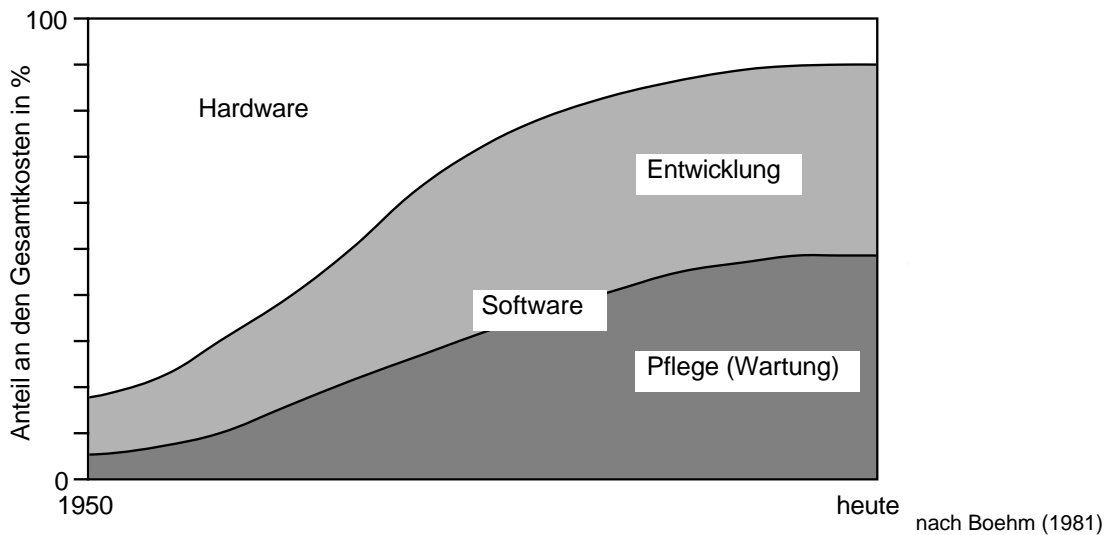 100
Hardware
Anteil an den Gesamtkosten in %
Entwicklung
Software
Pflege (Wartung)
0
1950
heute
nach Boehm (1981)